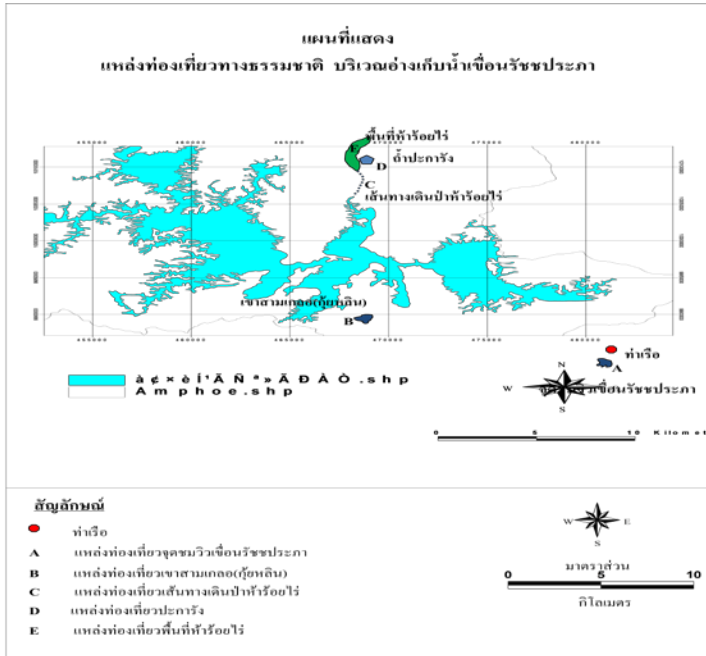 แผนที่แสดง
แหล่งท่องเที่ยวทางธรรมชาติ บริเวณอ่างเก็บน้ำเขื่อนรัชชประภา
455000 460000 465000 470000 475000 480000
พื้นที่ห้าร้อยไร่
E
D ถ้ำปะการัง
C
เส้นทางเดินป่าห้าร้อยไร่
เขาสามเกลอ(กุ้ยหลิน)
B
ท่าเรือ
A
เขื่อนรัชชประภา
N
W
S
à¢×èÍ¹ÃÑª»ÃÐÀÒ.shp
Amphoe.shp
0 5 10 Kilomet
สัญลักษณ์
ท่าเรือ
A แหล่งท่องเที่ยวจุดชมวิวเขื่อนรัชชประภา
B แหล่งท่องเที่ยวเขาสามเกลอ(กุ้ยหลิน)
C แหล่งท่องเที่ยวเส้นทางเดินป่าห้าร้อยไร่
D แหล่งท่องเที่ยวปะการัง
E แหล่งท่องเที่ยวพื้นที่ห้าร้อยไร่
W E
S
มาตราส่วน
0 5 10
กิโลเมตร